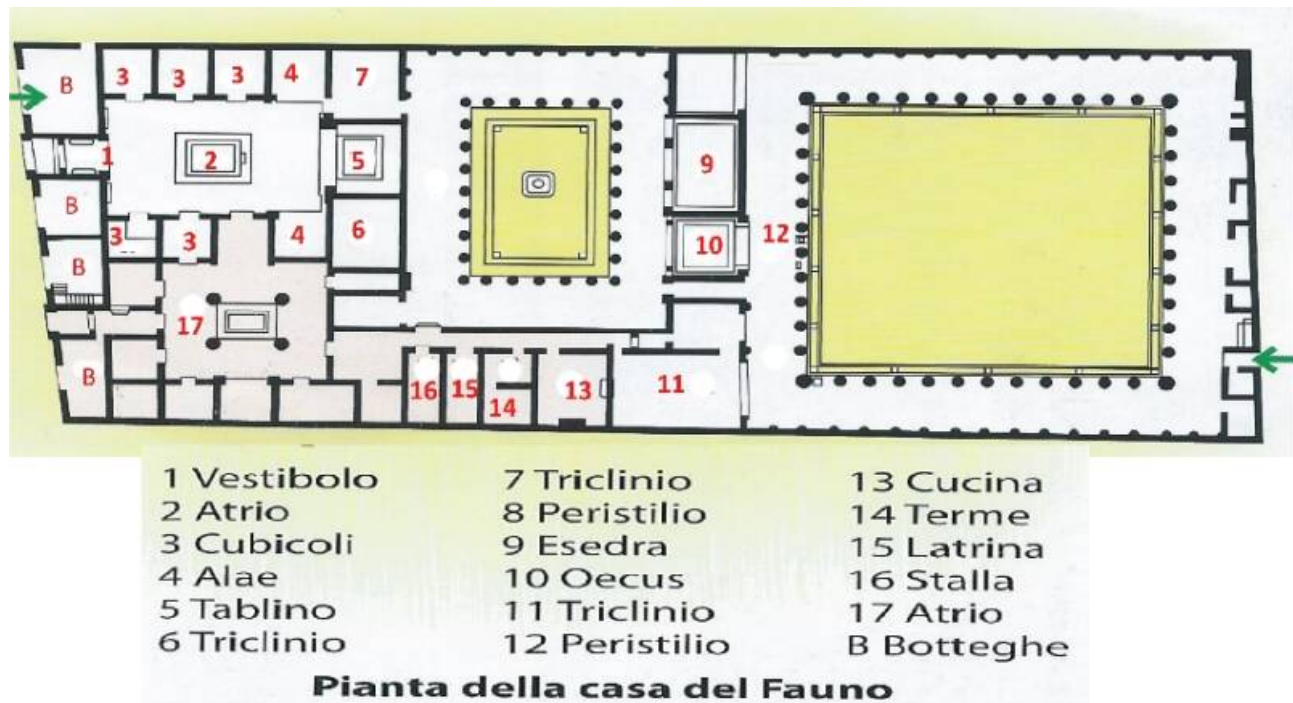 B 3 3 3 4 7
1 2 5 9
B 3 3 4 6 10 12
B
17
B 16 15 14 13 11
1 Vestibolo 7 Triclinio 13 Cucina
2 Atrio 8 Peristilio 14 Terme
3 Cubicoli 9 Esedra 15 Latrina
4 Alae 10 Oecus 16 Stalla
5 Tablino 11 Triclinio 17 Atrio
6 Triclinio 12 Peristilio B Botteghe
Pianta della casa del Fauno